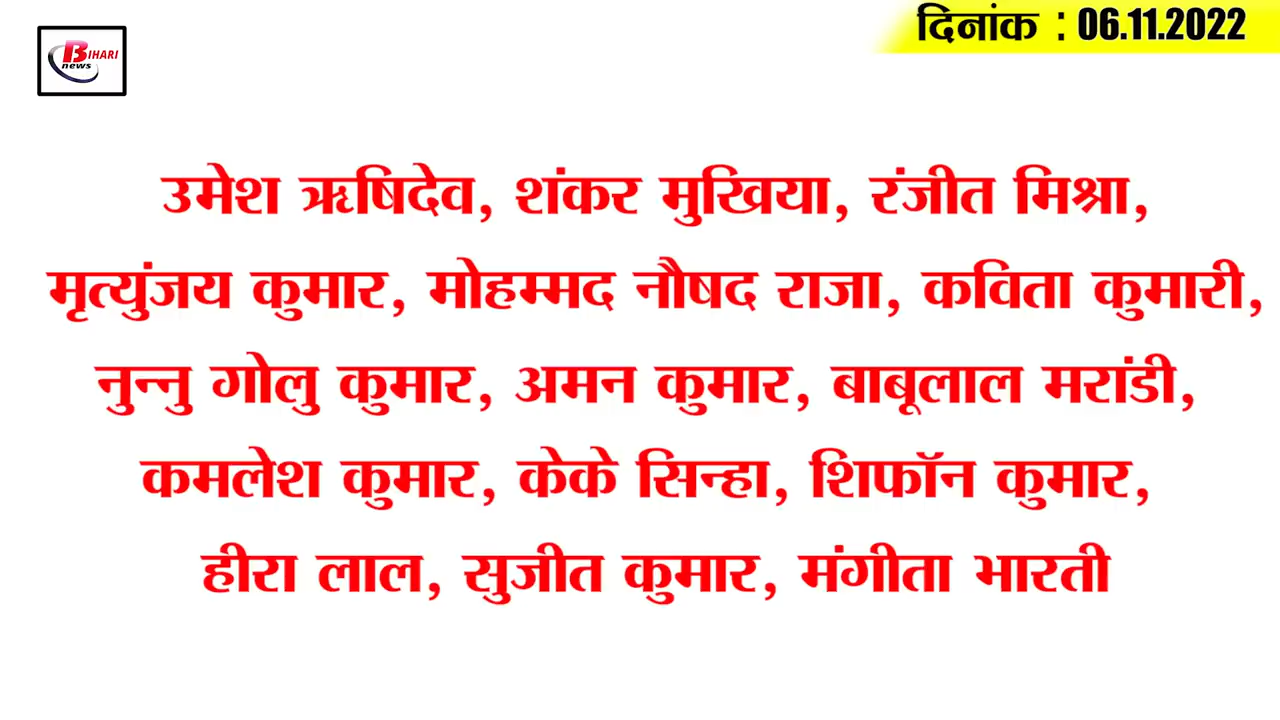 BIHARI
news
दिनांक : 06.11.2022
उमेश ऋषिदेव, शंकर मुखिया, रंजीत मिश्रा,
मृत्युंजय कुमार, मोहम्मद नौषद राजा, कविता कुमारी,
नुन्नु गोलु कुमार, अमन कुमार, बाबूलाल मरांडी,
कमलेश कुमार, केके सिन्हा, शिफॉन कुमार,
हीरा लाल, सुजीत कुमार, मंगीता भारती